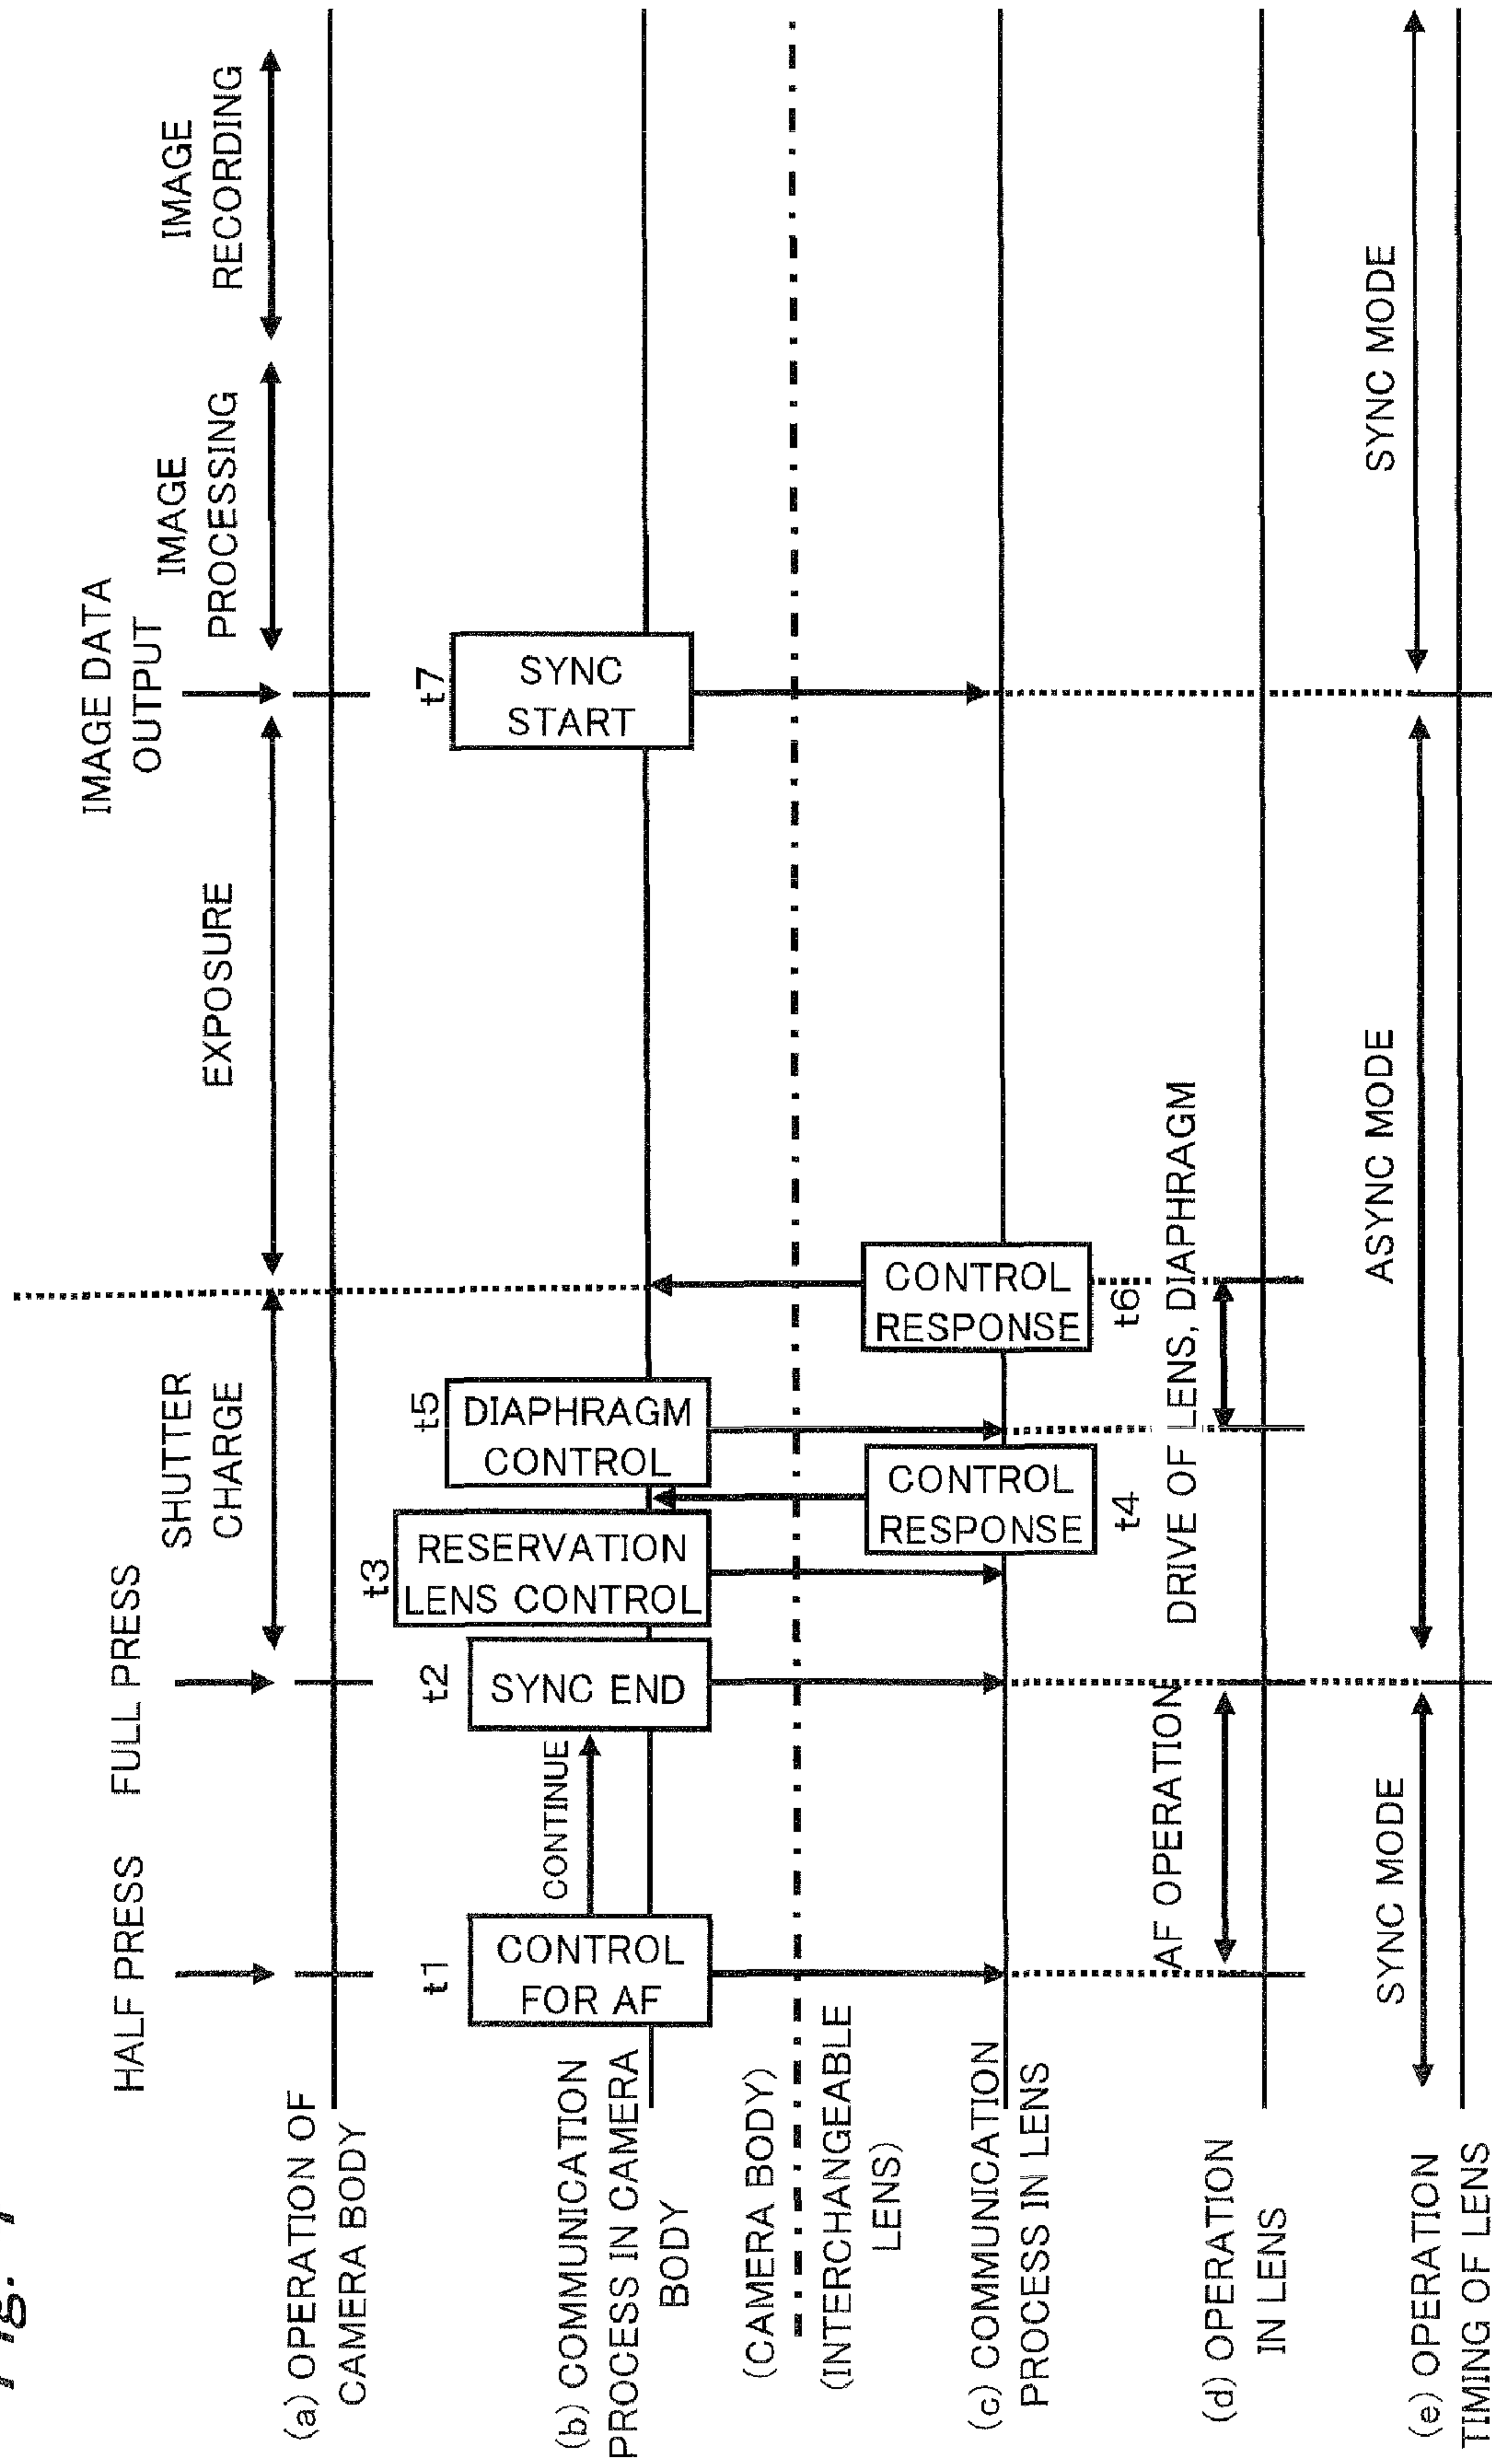 HALF PRESS
FULL PRESS
SHUTTER
CHARGE
EXPOSURE
IMAGE DATA
OUTPUT
IMAGE
PROCESSING
IMAGE
RECORDING
(a) OPERATION OF
CAMERA BODY
t1
CONTROL
FOR AF
CONTINUE
t2
SYNC END
t3
RESERVATION
LENS CONTROL
t5
DIAPHRAGM
CONTROL
t7
SYNC
START
(b) COMMUNICATION
PROCESS IN CAMERA
BODY
(CAMERA BODY)
(INTERCHANGEABLE
LENS)
CONTROL
RESPONSE
t4
CONTROL
RESPONSE
t6
(c) COMMUNICATION
PROCESS IN LENS
AF OPERATION
DRIVE OF LENS, DIAPHRAGM
(d) OPERATION
IN LENS
SYNC MODE
ASYNC MODE
SYNC MODE
(e) OPERATION
TIMING OF LENS